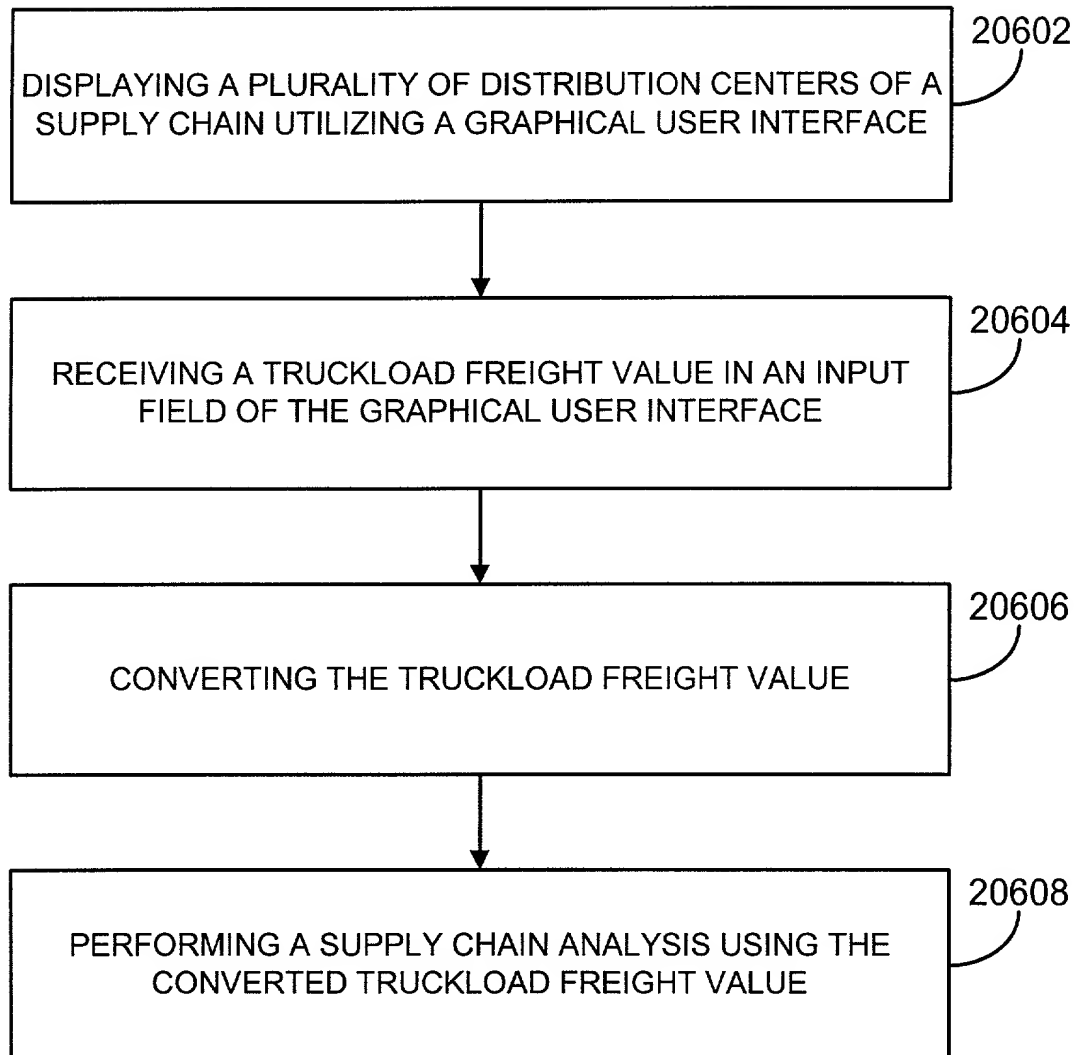 20602
DISPLAYING A PLURALITY OF DISTRIBUTION CENTERS OF A
SUPPLY CHAIN UTILIZING A GRAPHICAL USER INTERFACE
20604
RECEIVING A TRUCKLOAD FREIGHT VALUE IN AN INPUT
FIELD OF THE GRAPHICAL USER INTERFACE
20606
CONVERTING THE TRUCKLOAD FREIGHT VALUE
20608
PERFORMING A SUPPLY CHAIN ANALYSIS USING THE
CONVERTED TRUCKLOAD FREIGHT VALUE